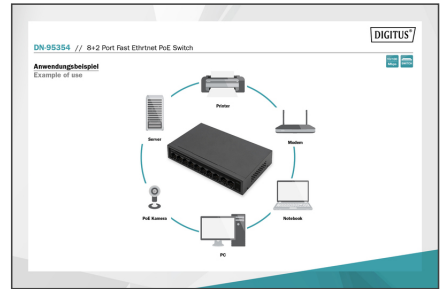 DIGITUS®
DN-95354 // 8+2 Port Fast Ethrtnet PoE Switch
Anwendungsbeispiel
Example of use
Printer
Server
Modem
PoE Kamera
Notebook
PC